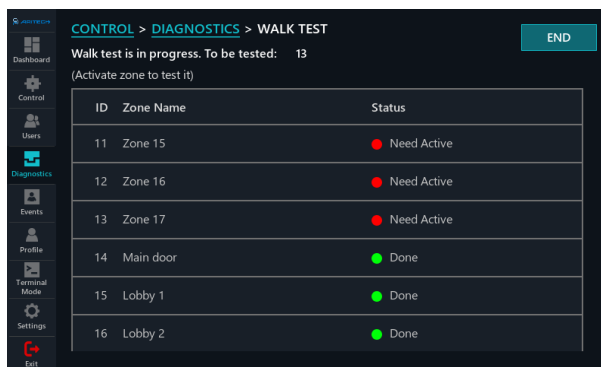 ARITECH
CONTROL > DIAGNOSTICS > WALK TEST
END
Walk test is in progress. To be tested: 13
(Activate zone to test it)
Dashboard
Control
Users
Diagnostics
Events
Profile
Terminal
Mode
Settings
Exit
ID Zone Name Status
11 Zone 15 Need Active
12 Zone 16 Need Active
13 Zone 17 Need Active
14 Main door Done
15 Lobby 1 Done
16 Lobby 2 Done